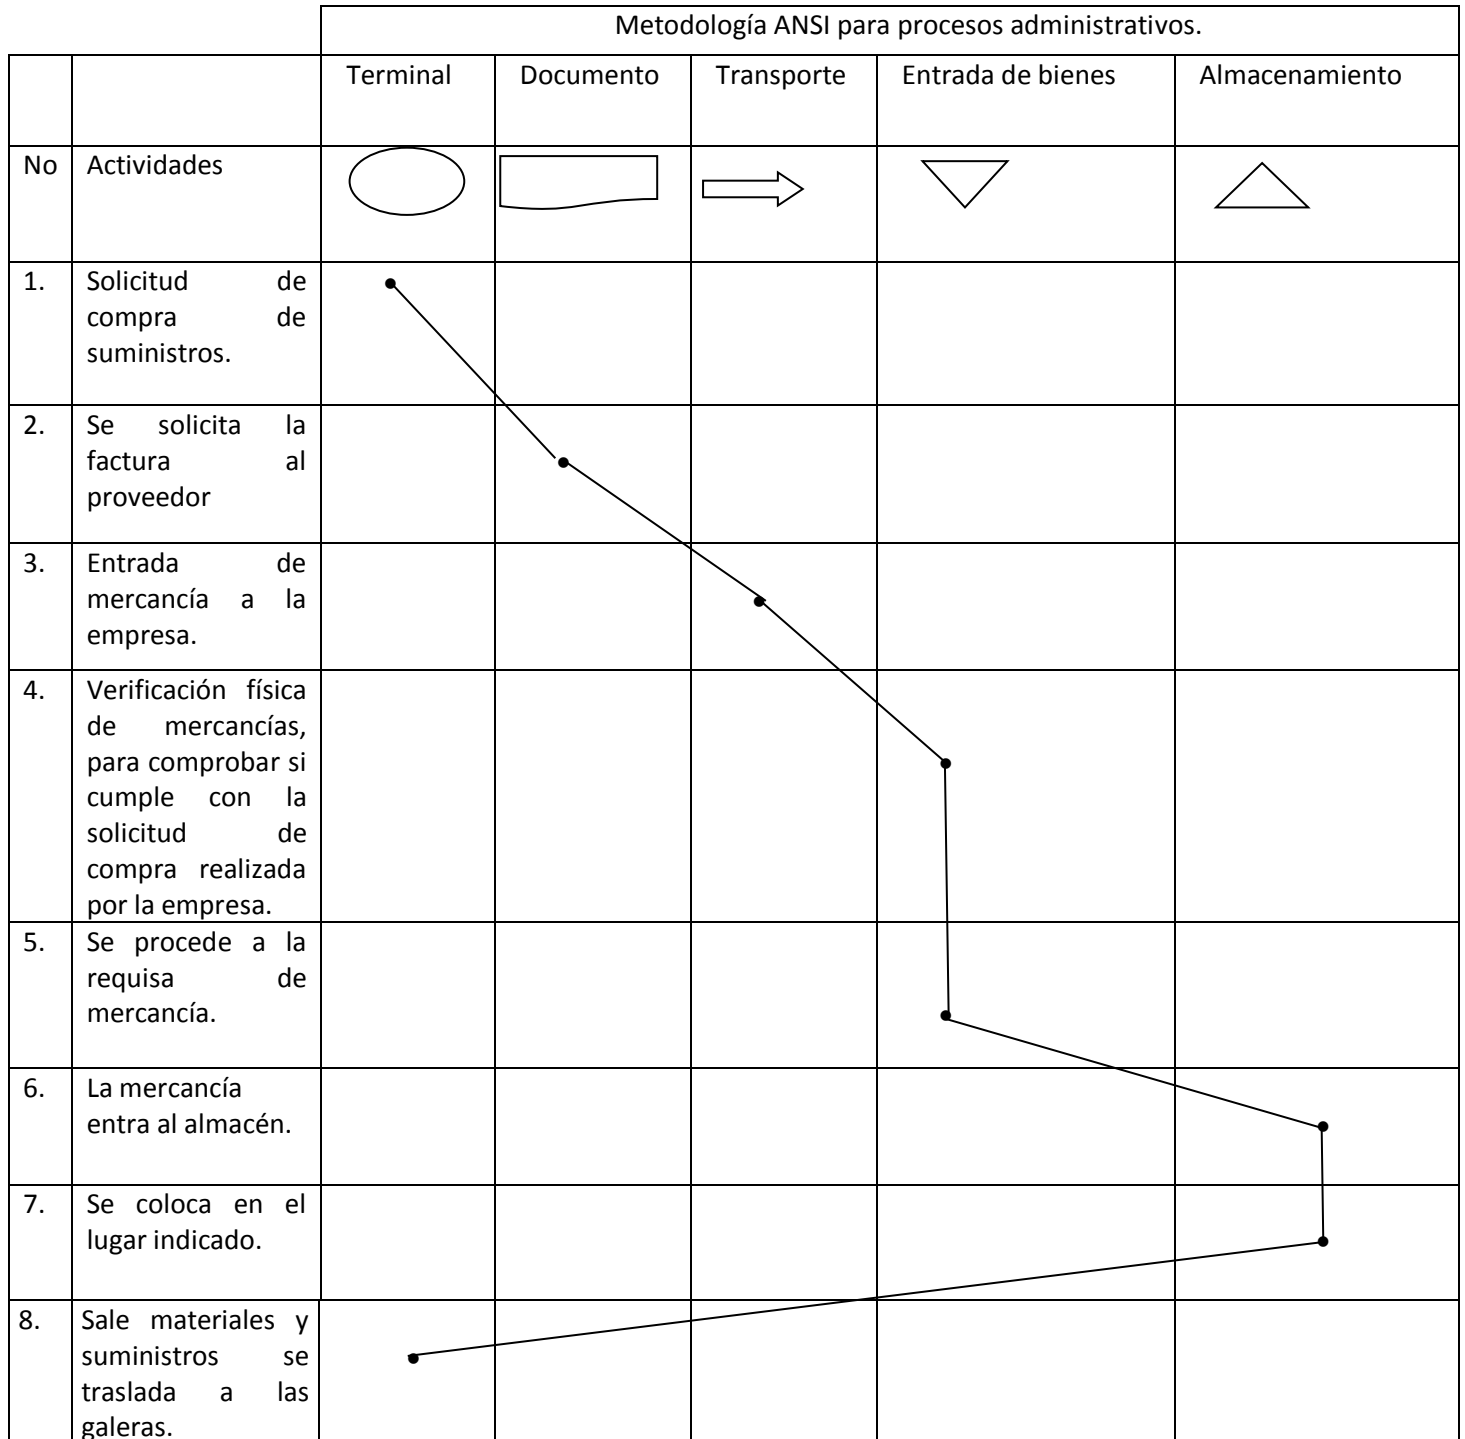 Metodología ANSI para procesos administrativos.
Terminal Documento Transporte Entrada de bienes Almacenamiento
No Actividades
1. Solicitud de
compra de
suministros.
2. Se solicita la
factura al
proveedor
3. Entrada de
mercancía a la
empresa.
4. Verificación física
de mercancías,
para comprobar si
cumple con la
solicitud de
compra realizada
por la empresa.
5. Se procede a la
requisa de
mercancía.
6. La mercancía
entra al almacén.
7. Se coloca en el
lugar indicado.
8. Sale materiales y
suministros se
traslada a las
galeras.